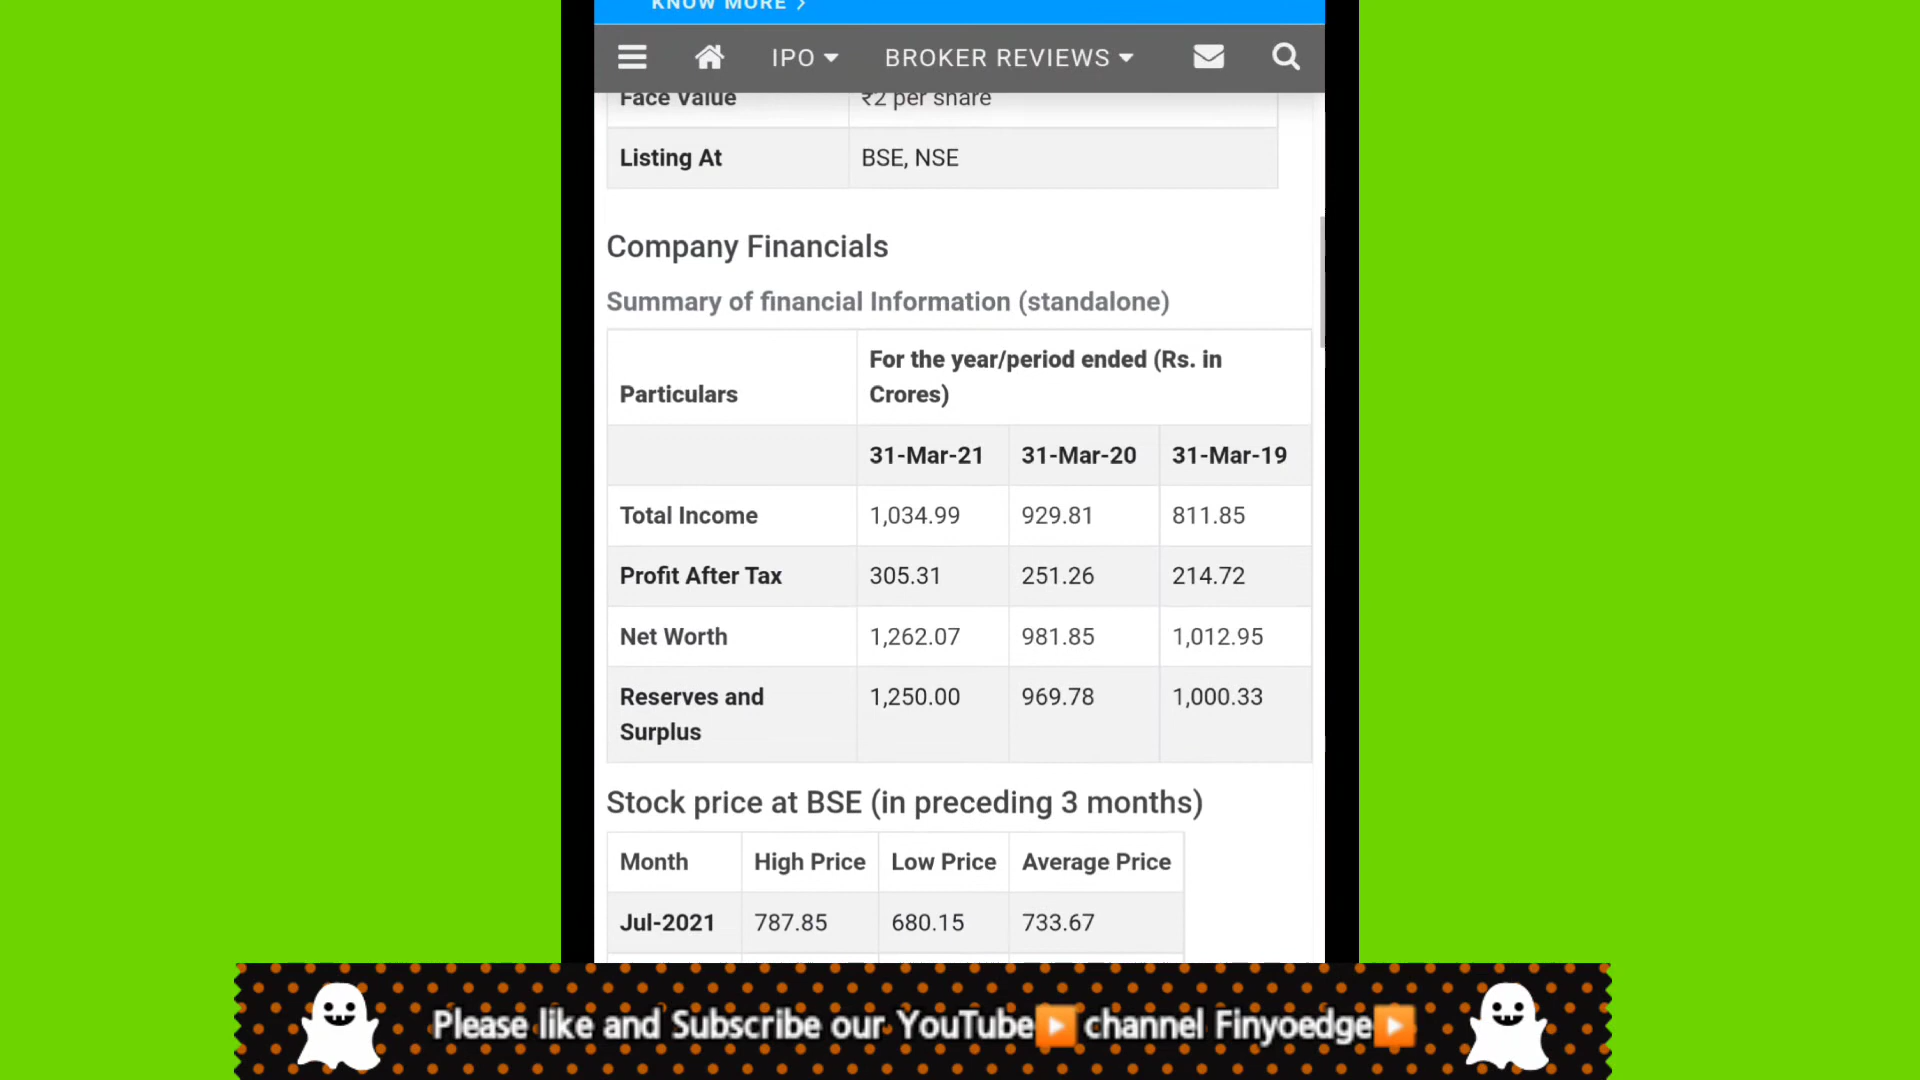 KNOW MORE >
IPO BROKER REVIEWS
Face Value ₹2 per share
Listing At BSE, NSE
Company Financials
Summary of financial Information (standalone)
Particulars For the year/period ended (Rs. in
Crores)
31-Mar-21 31-Mar-20 31-Mar-19
Total Income 1,034.99 929.81 811.85
Profit After Tax 305.31 251.26 214.72
Net Worth 1,262.07 981.85 1,012.95
Reserves and 1,250.00 969.78 1,000.33
Surplus
Stock price at BSE (in preceding 3 months)
Month High Price Low Price Average Price
Jul-2021 787.85 680.15 733.67
Please like and Subscribe our YouTube channel Finyoedge